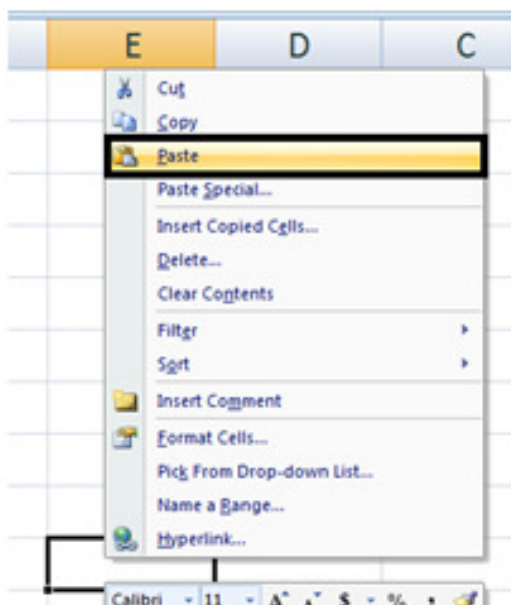 E D C
Cut
Copy
Paste
Paste Special...
Insert Copied Cells...
Delete...
Clear Contents
Filter
Sort
Insert Comment
Format Cells...
Pick From Drop-down List...
Name a Range...
Hyperlink...
Calibri 11 A A $ %